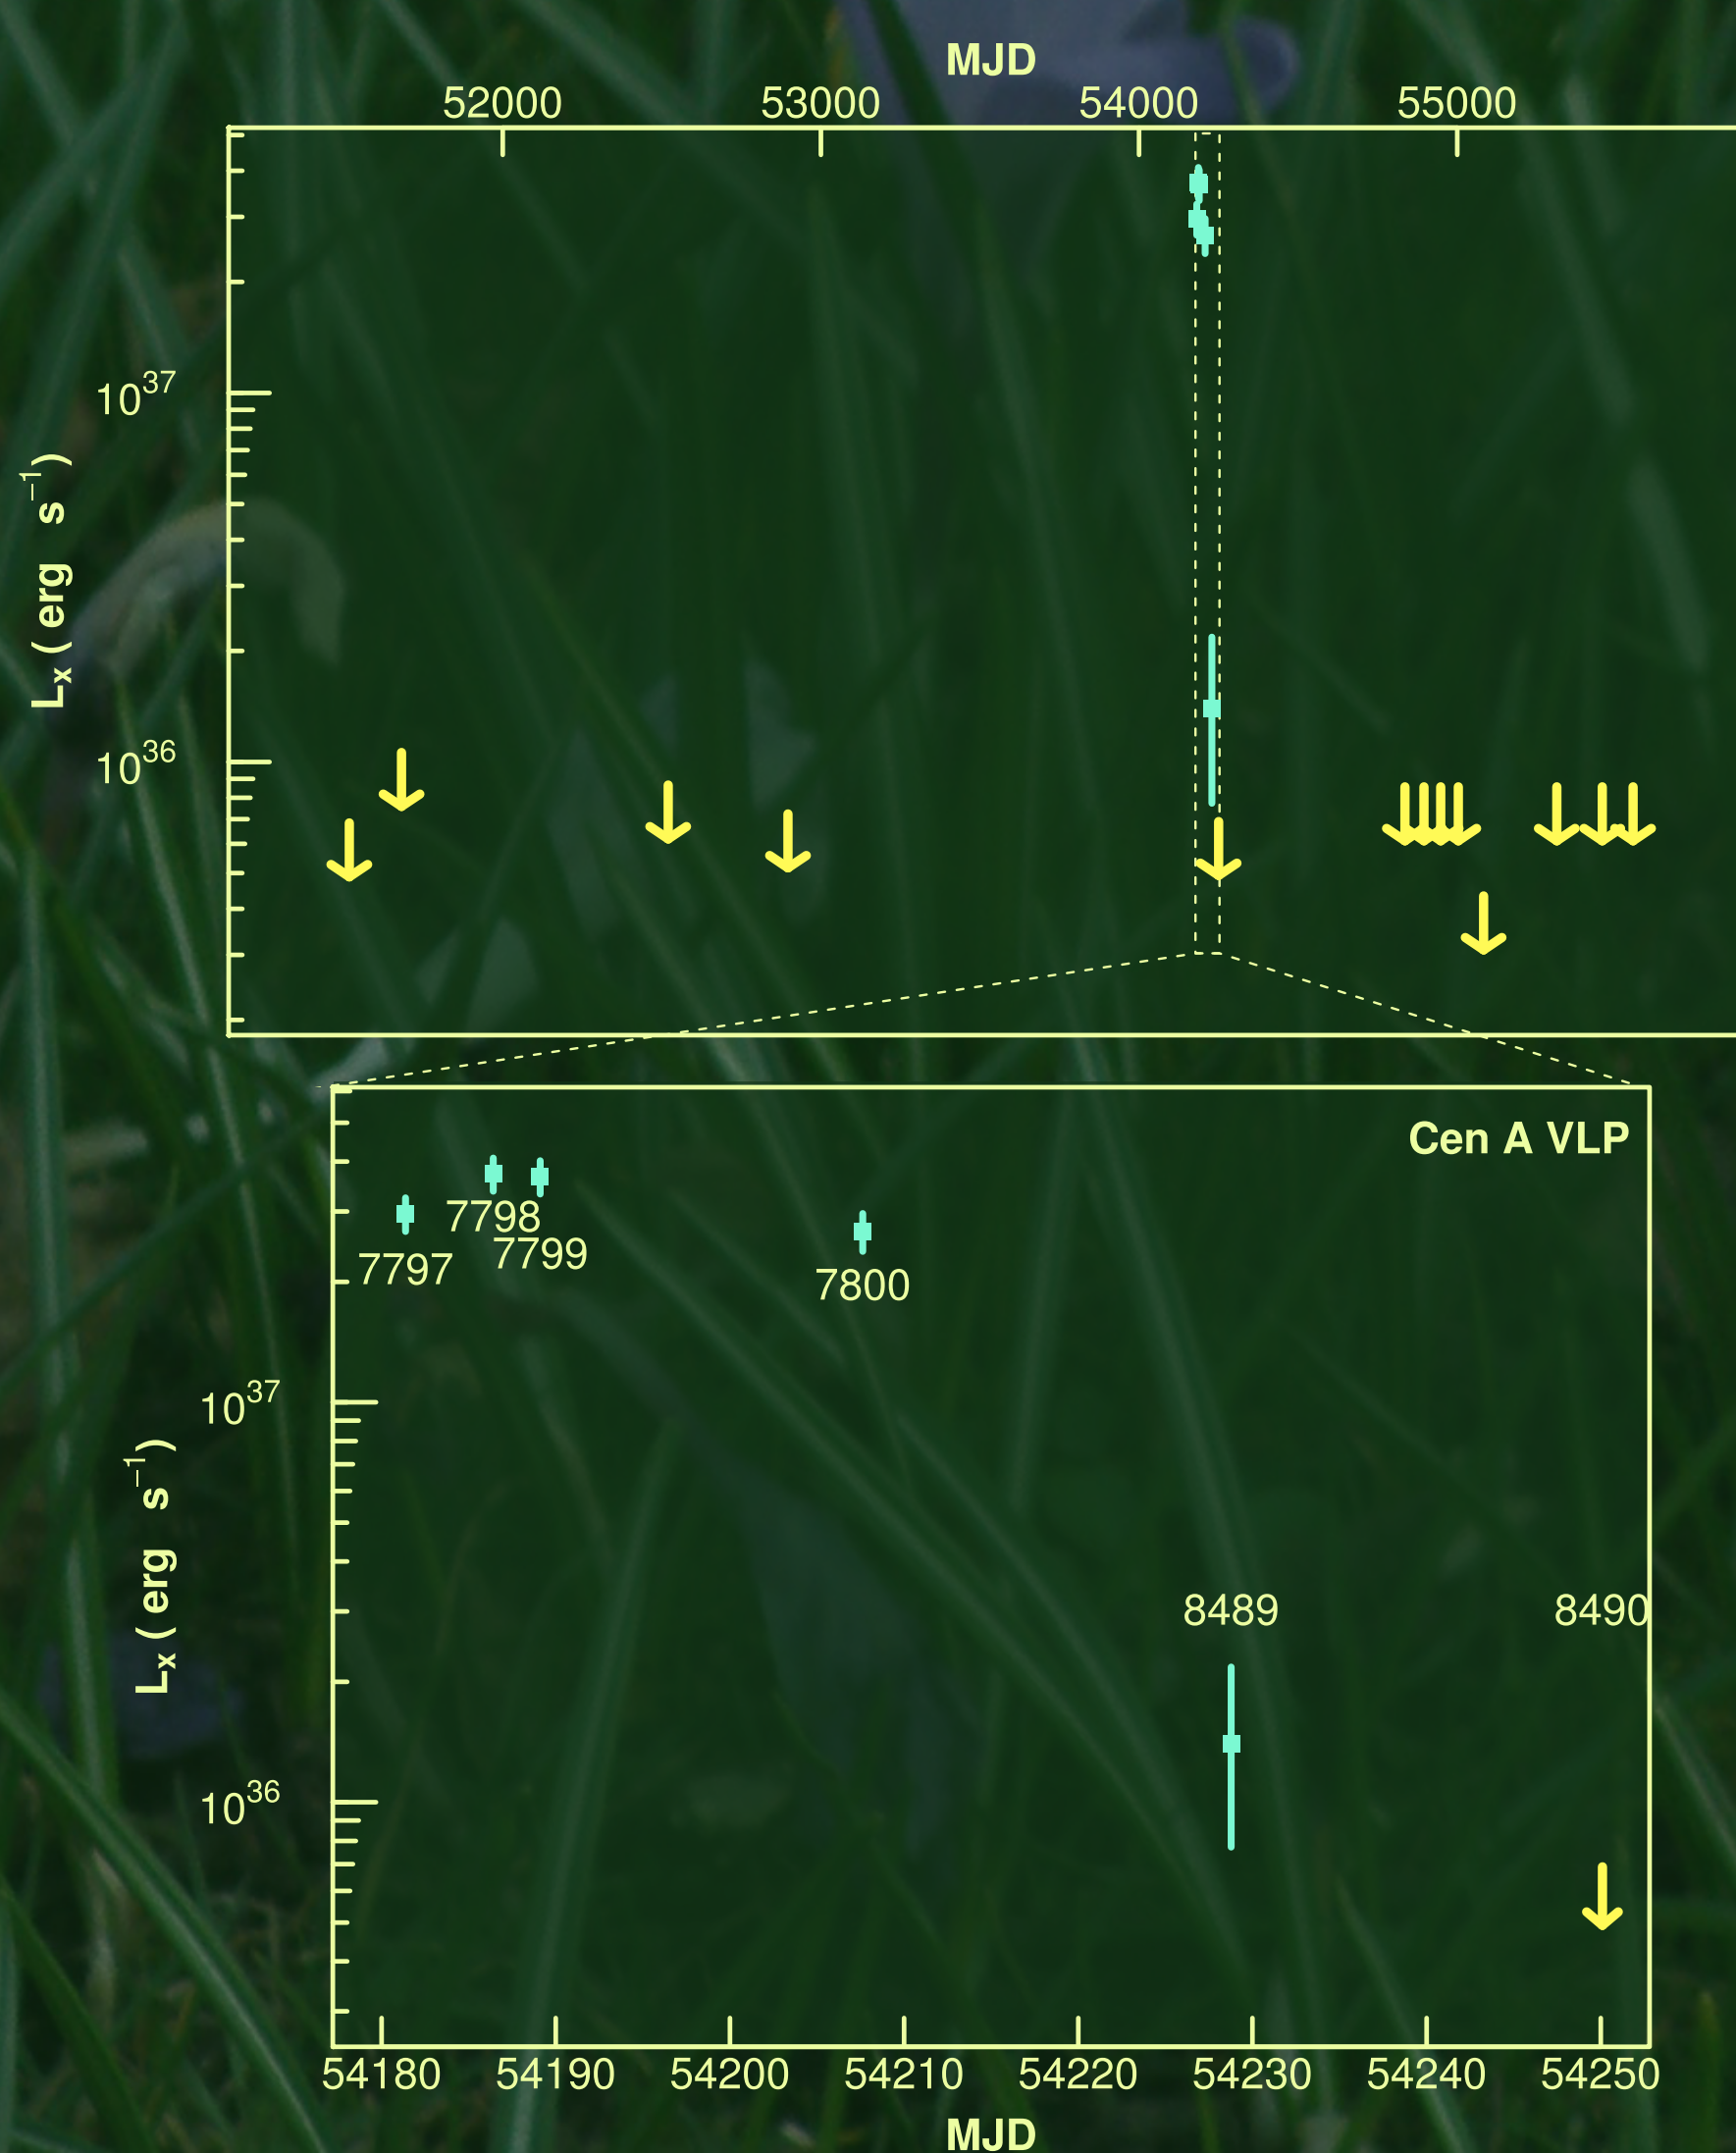 MJD
52000 53000 54000 55000
10^37
L_x ( erg s^−1 )
10^36
Cen A VLP
7798
7799
7797
7800
10^37
L_x ( erg s^−1 )
8489 8490
10^36
54180 54190 54200 54210 54220 54230 54240 54250
MJD